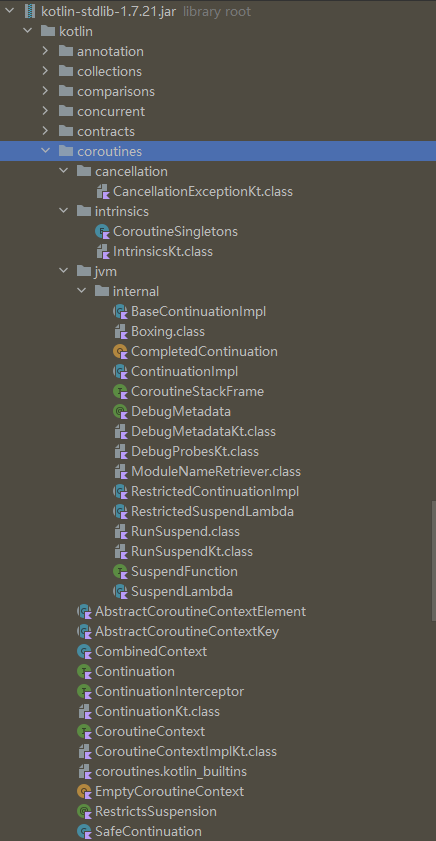 kotlin-stdlib-1.7.21.jar library root
kotlin
annotation
collections
comparisons
concurrent
contracts
coroutines
cancellation
CancellationExceptionKt.class
intrinsics
CoroutineSingletons
IntrinsicsKt.class
jvm
internal
BaseContinuationImpl
Boxing.class
CompletedContinuation
ContinuationImpl
CoroutineStackFrame
DebugMetadata
DebugMetadataKt.class
DebugProbesKt.class
ModuleNameRetriever.class
RestrictedContinuationImpl
RestrictedSuspendLambda
RunSuspend.class
RunSuspendKt.class
SuspendFunction
SuspendLambda
AbstractCoroutineContextElement
AbstractCoroutineContextKey
CombinedContext
Continuation
ContinuationInterceptor
ContinuationKt.class
CoroutineContext
CoroutineContextImplKt.class
coroutines.kotlin_builtins
EmptyCoroutineContext
RestrictsSuspension
SafeContinuation